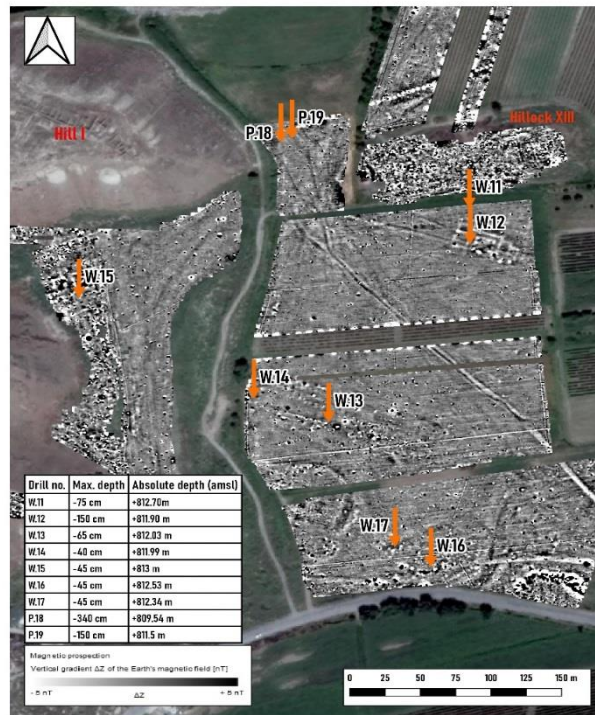 P.19
P.18
Hill I
Hillock XIII
W.11
W.12
W.15
W.14
W.13
W.17
W.16
Drill no. Max. depth Absolute depth (amsl)
W.11 -75 cm +812.70m
W.12 -150 cm +811.90 m
W.13 -65 cm +812.03 m
W.14 -40 cm +811.99 m
W.15 -45 cm +813 m
W.16 -45 cm +812.53 m
W.17 -45 cm +812.34 m
P.18 -340 cm +809.54 m
P.19 -150 cm +811.5 m
Magnetic prospection
Vertical gradient ΔZ of the Earth's magnetic field [nT]
- 5 nT ΔZ + 5 nT
0 25 50 75 100 125 150 m